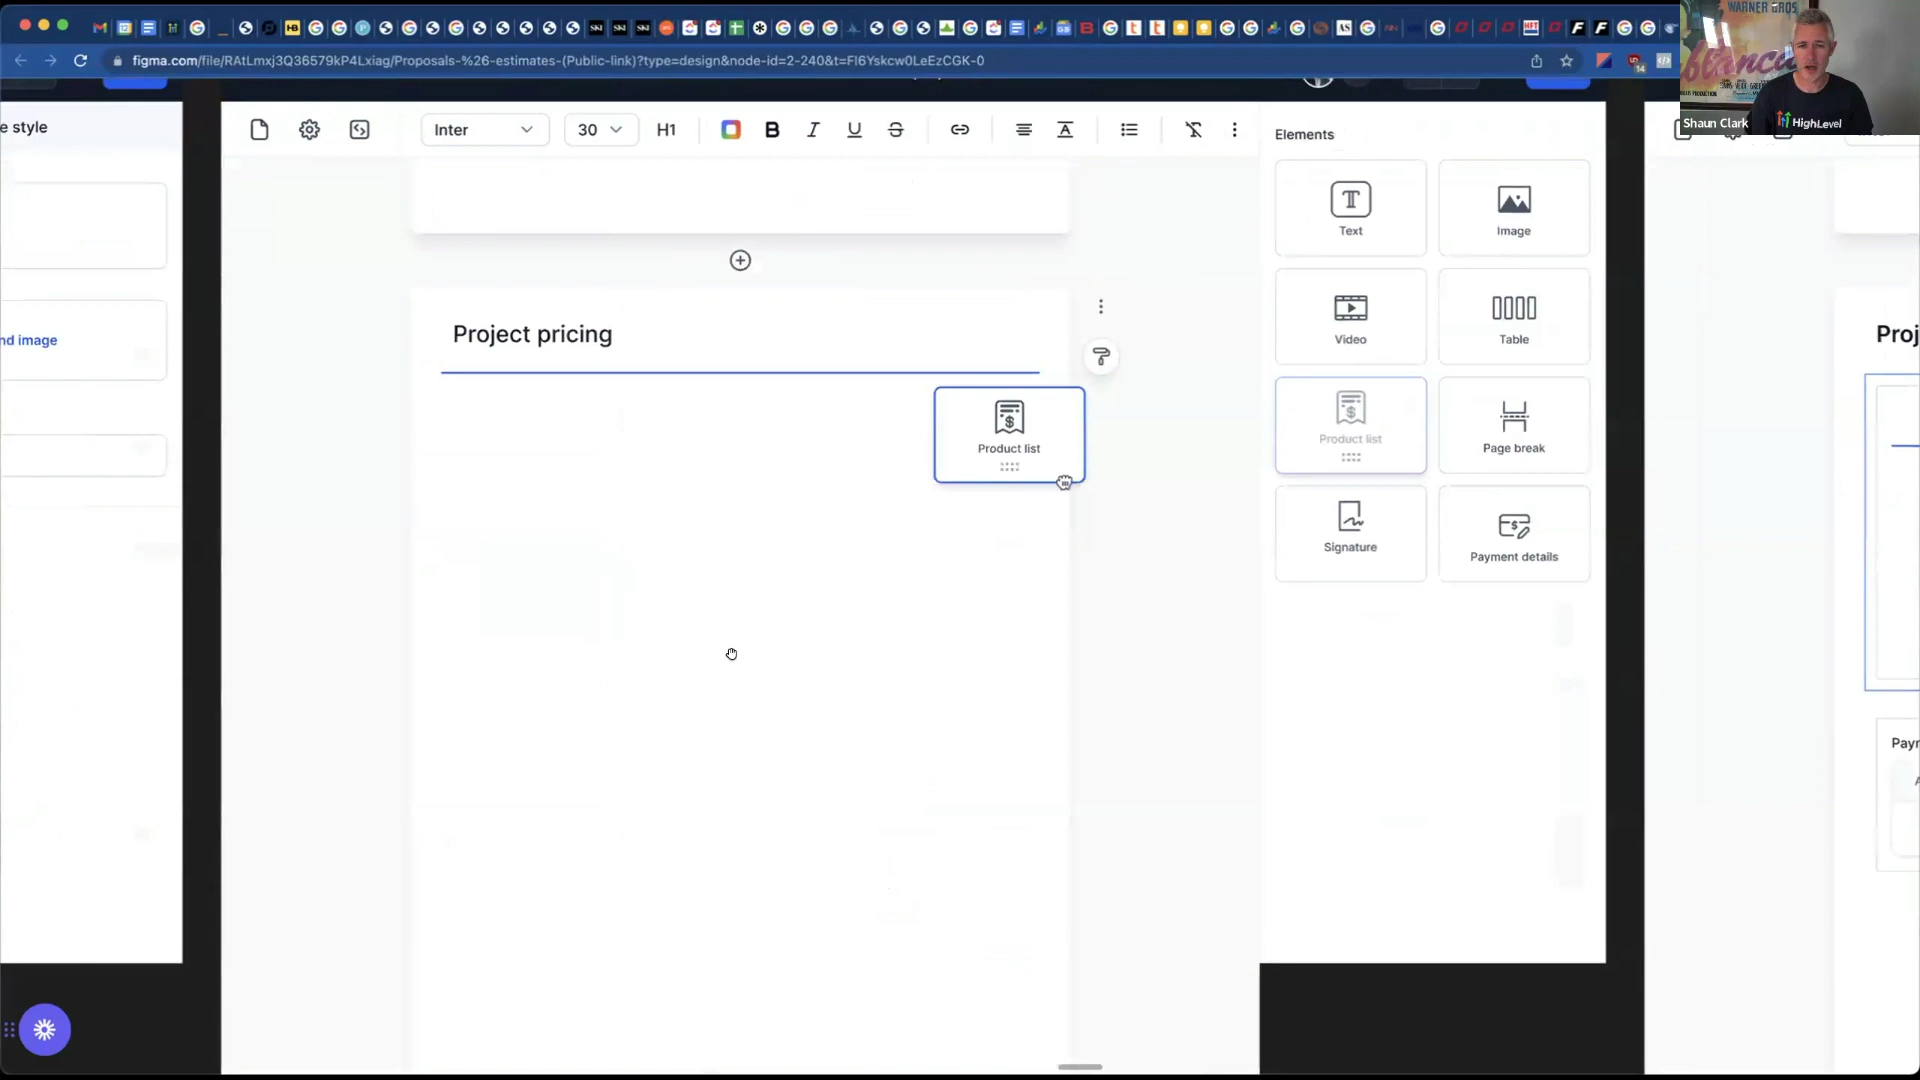 figma.com/file/RAtLmxj3Q36579kP4Lxiag/Proposals-%26-estimates-(Public-link)?type=design&node-id=2-240&t=FI6Yskcw0LeEzCGK-0
WARNER BROS
blanca
Shaun Clark
HighLevel
e style
Inter
30
H1
B
I
U
S
A
Elements
Text
Image
Video
Table
Product list
Page break
Signature
Payment details
Project pricing
Product list
nd image
Proj
Payr